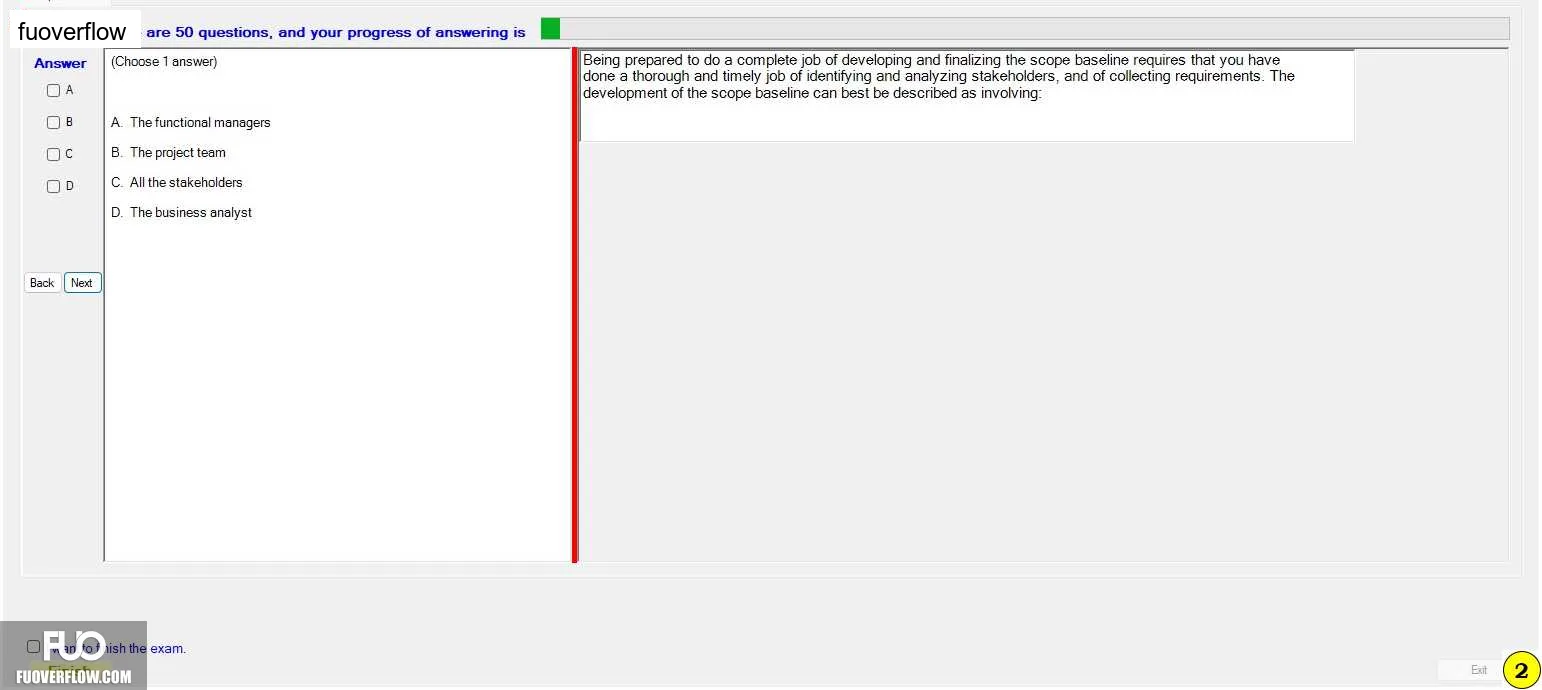 fuoverflow are 50 questions, and your progress of answering is
Answer
A
B
C
D
Back Next
(Choose 1 answer)
A. The functional managers
B. The project team
C. All the stakeholders
D. The business analyst
Being prepared to do a complete job of developing and finalizing the scope baseline requires that you have
done a thorough and timely job of identifying and analyzing stakeholders, and of collecting requirements. The
development of the scope baseline can best be described as involving:
FUO
to finish the exam.
Finish
FUOVERFLOW.COM
Exit
2